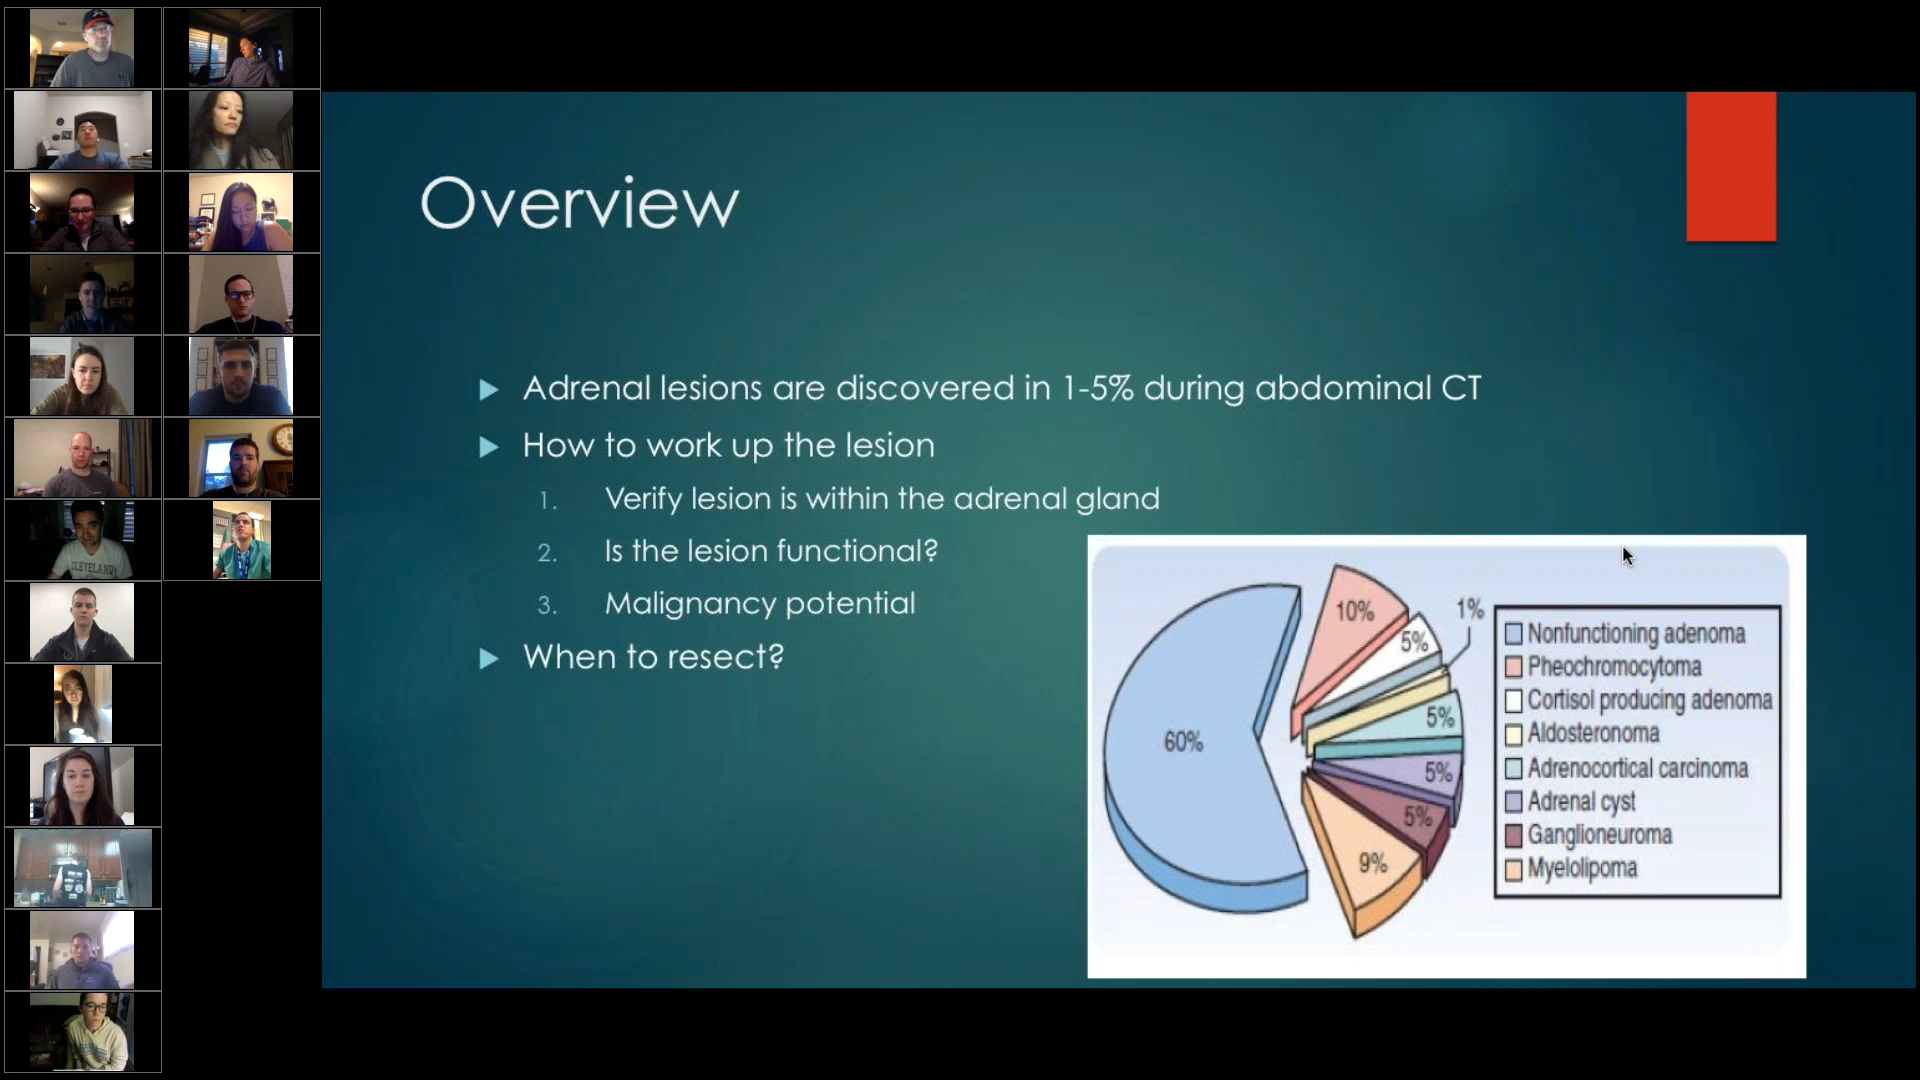 Overview
Adrenal lesions are discovered in 1-5% during abdominal CT
How to work up the lesion
1. Verify lesion is within the adrenal gland
2. Is the lesion functional?
3. Malignancy potential
When to resect?
60%
10%
5%
1%
5%
5%
5%
9%
Nonfunctioning adenoma
Pheochromocytoma
Cortisol producing adenoma
Aldosteronoma
Adrenocortical carcinoma
Adrenal cyst
Ganglioneuroma
Myelolipoma
CLEVELAND